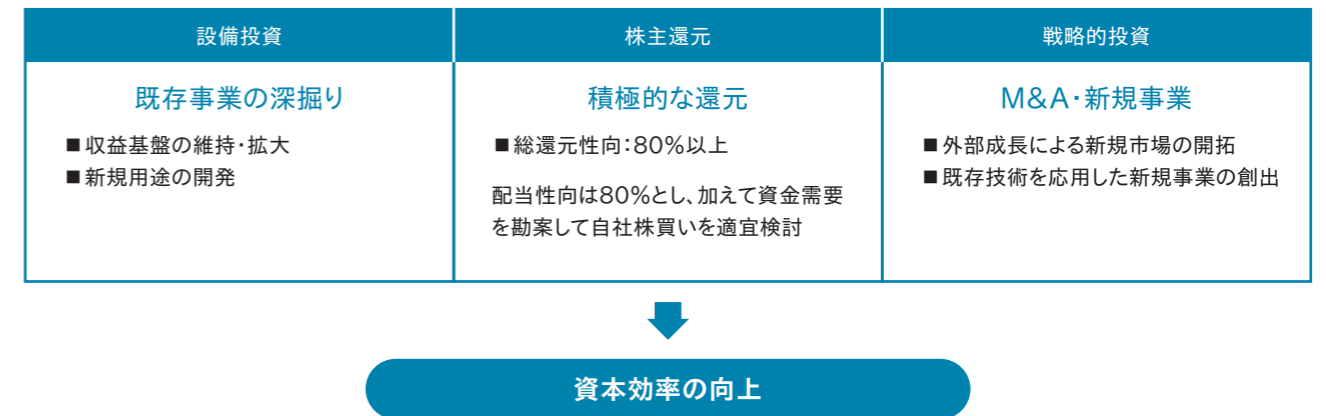 設備投資
既存事業の深掘り
■収益基盤の維持・拡大
■新規用途の開発
株主還元
積極的な還元
■総還元性向：80％以上
配当性向は80％とし、加えて資金需要
を勘案して自社株買いを適宜検討
戦略的投資
M&A・新規事業
■外部成長による新規市場の開拓
■既存技術を応用した新規事業の創出
資本効率の向上